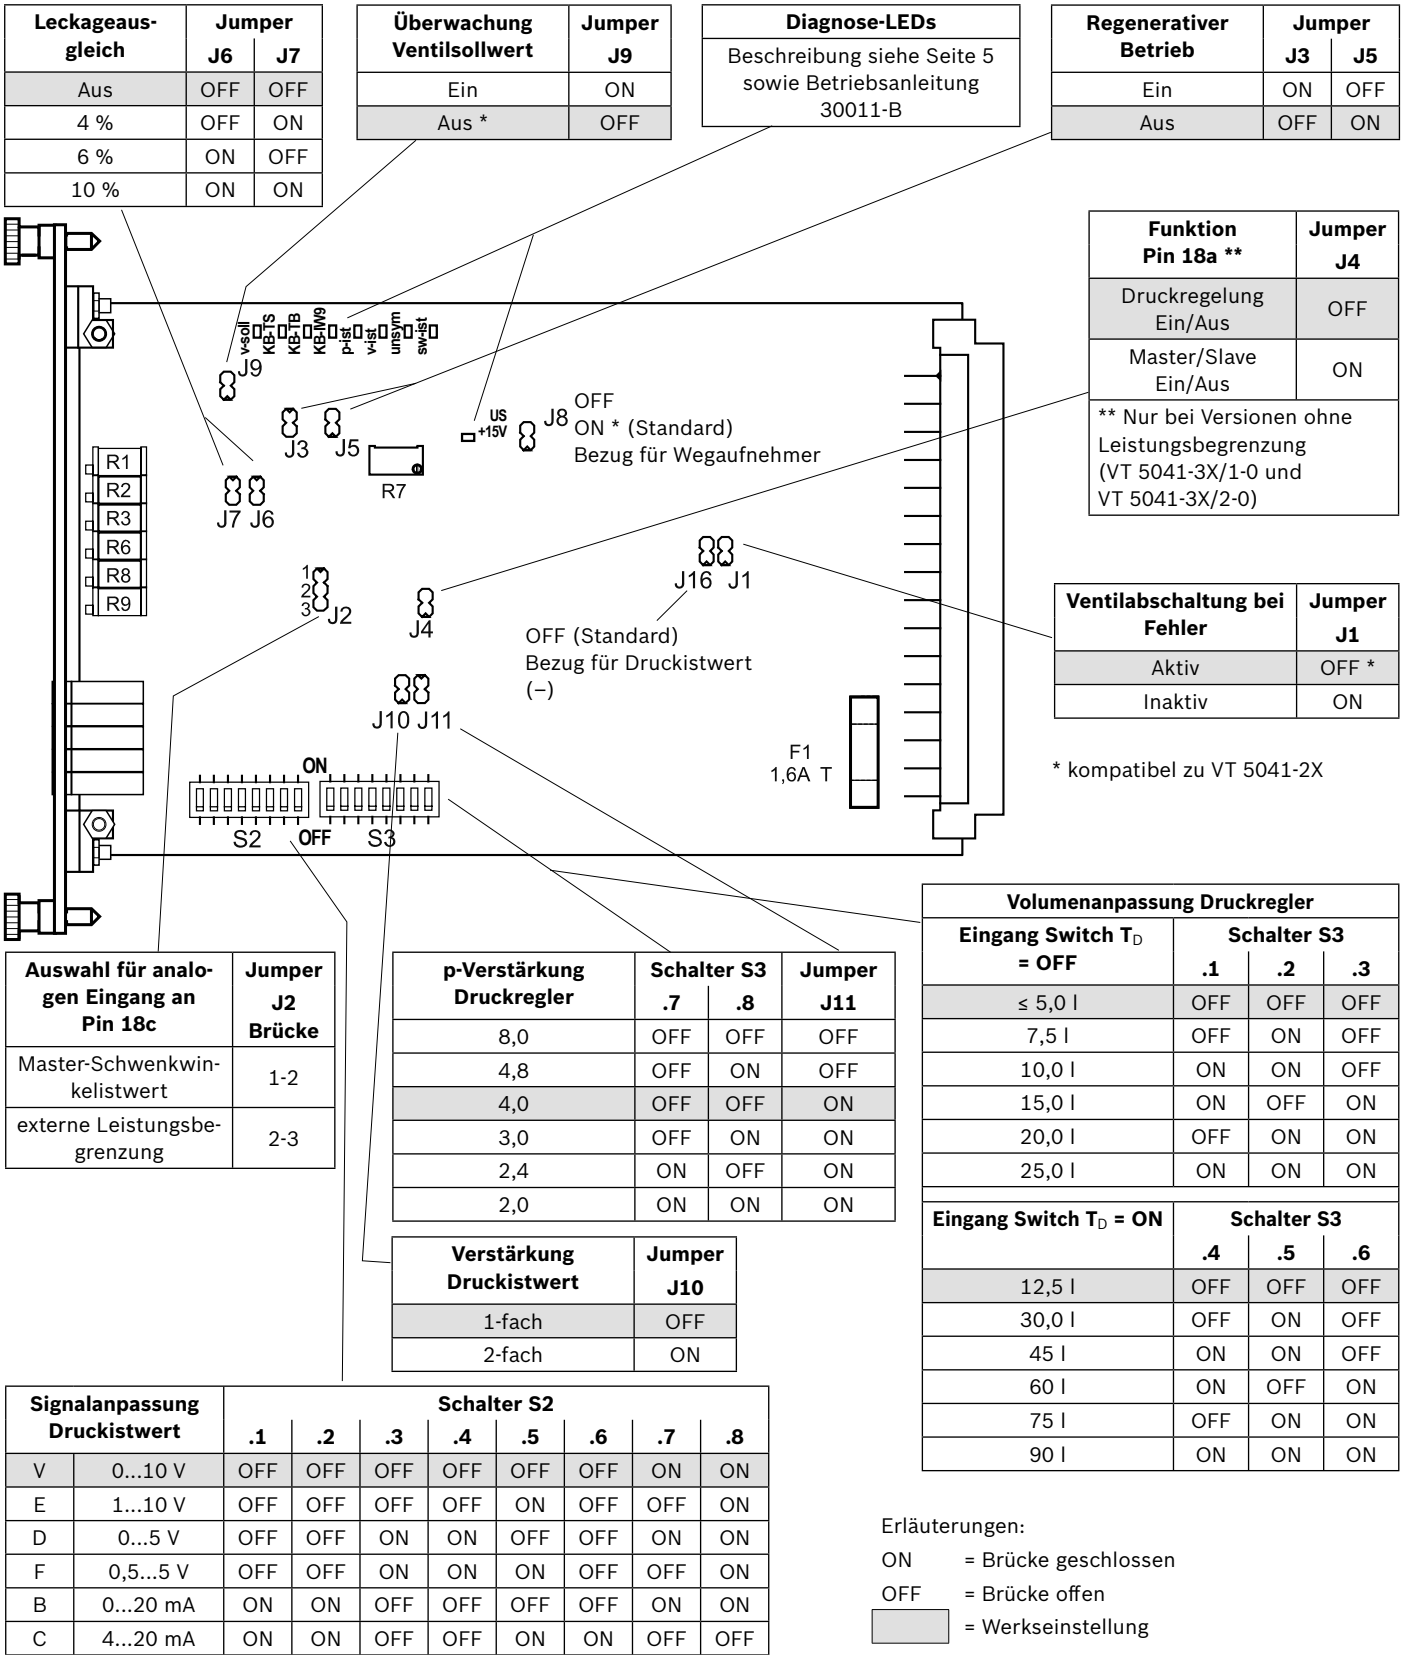 Leckageaus-
gleich
Jumper
J6 J7
Aus OFF OFF
4 % OFF ON
6 % ON OFF
10 % ON ON
Überwachung
Ventilsollwert
Jumper
J9
Ein ON
Aus * OFF
Diagnose-LEDs
Beschreibung siehe Seite 5
sowie Betriebsanleitung
30011-B
Regenerativer
Betrieb
Jumper
J3 J5
Ein ON OFF
Aus OFF ON
Funktion
Pin 18a **
Jumper
J4
Druckregelung
Ein/Aus
OFF
Master/Slave
Ein/Aus
ON
** Nur bei Versionen ohne
Leistungsbegrenzung
(VT 5041-3X/1-0 und
VT 5041-3X/2-0)
v-soll
KB-TS
KB-TB
KB-IW9
p-ist
v-ist
unsym
sw-ist
J9
J3
J5
US
+15V
J8
OFF
ON * (Standard)
Bezug für Wegaufnehmer
R7
R1
R2
R3
R6
R8
R9
J7 J6
1
2
3
J2
J4
J16 J1
OFF (Standard)
Bezug für Druckistwert
(–)
J10 J11
Ventilabschaltung bei
Fehler
Jumper
J1
Aktiv OFF *
Inaktiv ON
* kompatibel zu VT 5041-2X
F1
1,6A T
ON
S2
OFF
S3
Auswahl für analo-
gen Eingang an
Pin 18c
Jumper
J2
Brücke
Master-Schwenkwin-
kelistwert
1-2
externe Leistungsbe-
grenzung
2-3
p-Verstärkung
Druckregler
Schalter S3
.7 .8
Jumper
J11
8,0 OFF OFF OFF
4,8 OFF ON OFF
4,0 OFF OFF ON
3,0 OFF ON ON
2,4 ON OFF ON
2,0 ON ON ON
Verstärkung
Druckistwert
Jumper
J10
1-fach OFF
2-fach ON
Volumenanpassung Druckregler
Eingang Switch TD
= OFF
Schalter S3
.1 .2 .3
≤ 5,0 l OFF OFF OFF
7,5 l OFF ON OFF
10,0 l ON ON OFF
15,0 l ON OFF ON
20,0 l OFF ON ON
25,0 l ON ON ON
Eingang Switch TD = ON
Schalter S3
.4 .5 .6
12,5 l OFF OFF OFF
30,0 l OFF ON OFF
45 l ON ON OFF
60 l ON OFF ON
75 l OFF ON ON
90 l ON ON ON
Signalanpassung
Druckistwert
Schalter S2
.1 .2 .3 .4 .5 .6 .7 .8
V 0...10 V OFF OFF OFF OFF OFF OFF ON ON
E 1...10 V OFF OFF OFF OFF ON OFF OFF ON
D 0...5 V OFF OFF ON ON OFF OFF ON ON
F 0,5...5 V OFF OFF ON ON ON OFF OFF ON
B 0...20 mA ON ON OFF OFF OFF OFF ON ON
C 4...20 mA ON ON OFF OFF ON ON OFF OFF
Erläuterungen:
ON = Brücke geschlossen
OFF = Brücke offen
= Werkseinstellung